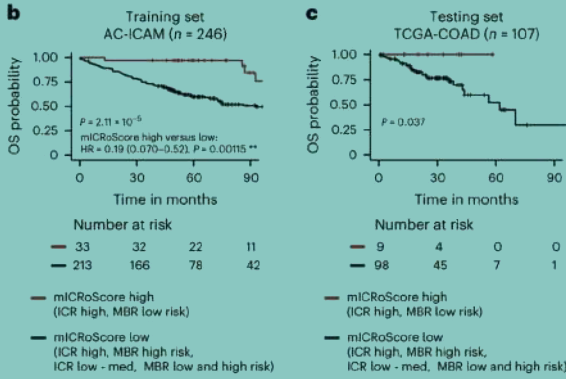 b
Training set
AC-ICAM (n = 246)
OS probability
1.00
0.75
0.50
0.25
0
P = 2.11 × 10⁻⁵
mICRoScore high versus low:
HR = 0.19 (0.070–0.52), P = 0.00115 **
0 30 60 90
Time in months
Number at risk
33 32 22 11
213 166 78 42
mICRoScore high
(ICR high, MBR low risk)
mICRoScore low
(ICR high, MBR high risk,
ICR low - med, MBR low and high risk)
c
Testing set
TCGA-COAD (n = 107)
OS probability
1.00
0.75
0.50
0.25
0
P = 0.037
0 30 60 90
Time in months
Number at risk
9 4 0 0
98 45 7 1
mICRoScore high
(ICR high, MBR low risk)
mICRoScore low
(ICR high, MBR high risk,
ICR low - med, MBR low and high risk)